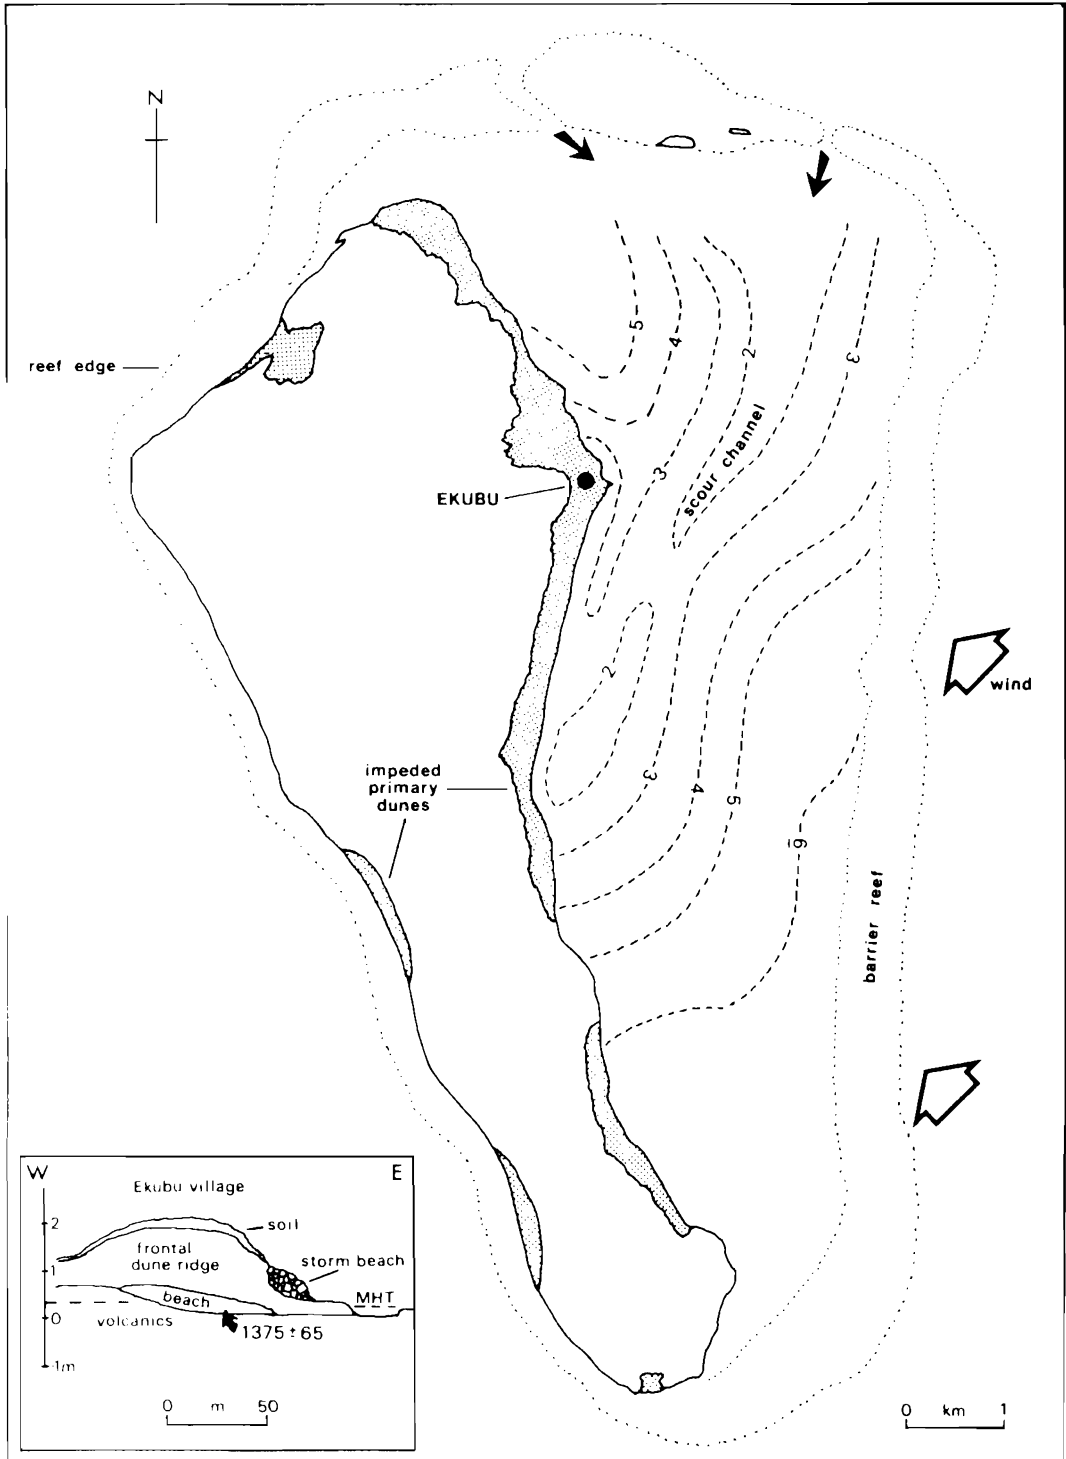 N
reef edge
EKUBU
5
4
2
3
3
scour channel
wind
2
impeded
primary
dunes
3
4
5
6
barrier reef
W
E
Ekubu village
2
soil
frontal
dune ridge
storm beach
1
beach
MHT
0
volcanics
1375 ± 65
-1m
0 m 50
0 km 1